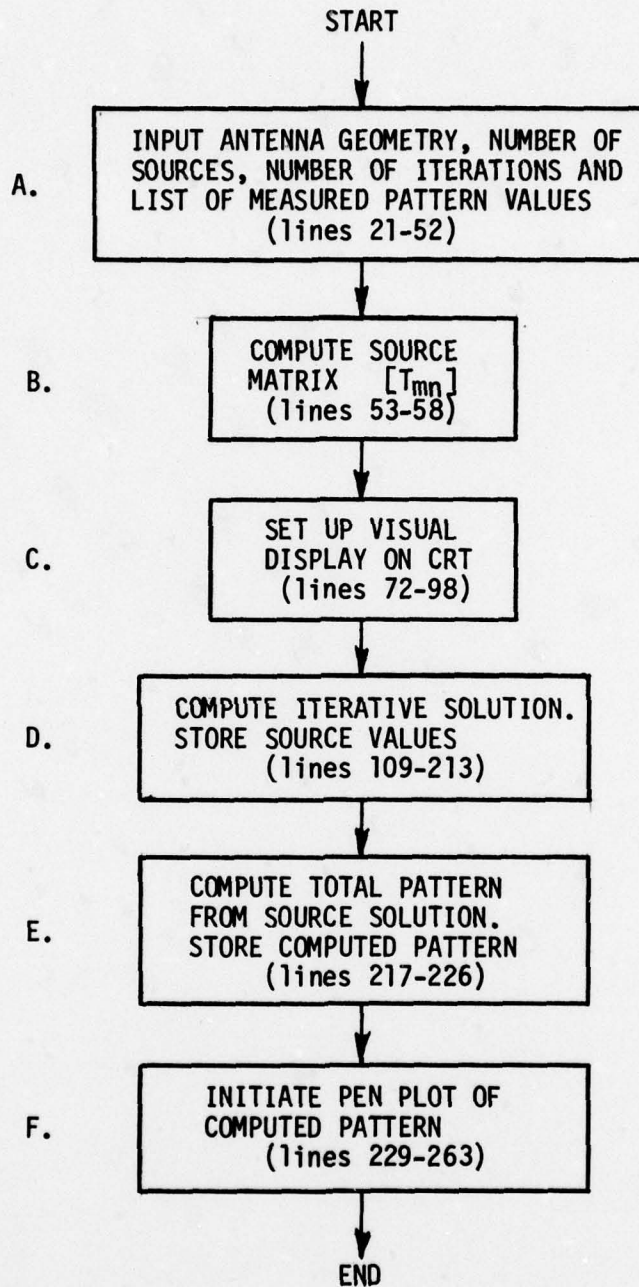 START
A.
INPUT ANTENNA GEOMETRY, NUMBER OF
SOURCES, NUMBER OF ITERATIONS AND
LIST OF MEASURED PATTERN VALUES
(lines 21-52)
B.
COMPUTE SOURCE
MATRIX [Tmn]
(lines 53-58)
C.
SET UP VISUAL
DISPLAY ON CRT
(lines 72-98)
D.
COMPUTE ITERATIVE SOLUTION.
STORE SOURCE VALUES
(lines 109-213)
E.
COMPUTE TOTAL PATTERN
FROM SOURCE SOLUTION.
STORE COMPUTED PATTERN
(lines 217-226)
F.
INITIATE PEN PLOT OF
COMPUTED PATTERN
(lines 229-263)
END